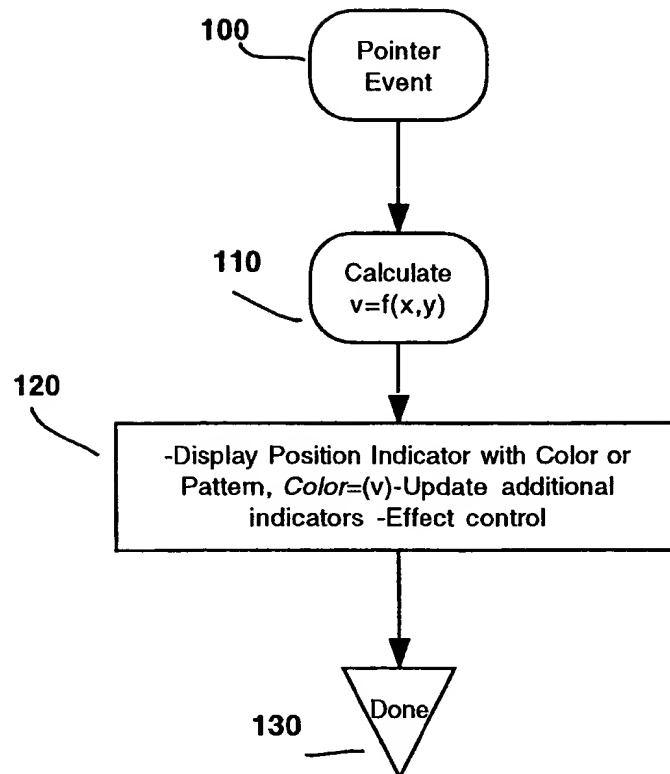 100
Pointer
Event
110
Calculate
v=f(x,y)
120
-Display Position Indicator with Color or
Pattern, Color=(v)-Update additional
indicators -Effect control
Done
130